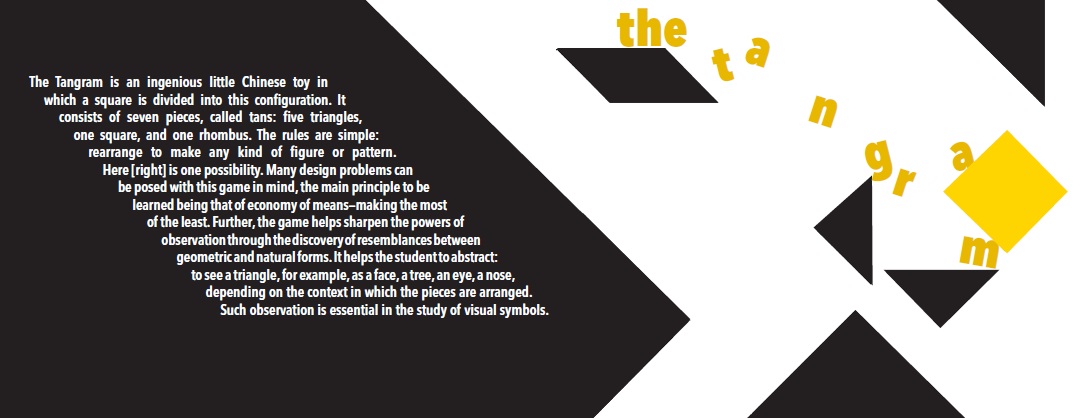 The Tangram is an ingenious little Chinese toy in
which a square is divided into this configuration. It
consists of seven pieces, called tans: five triangles,
one square, and one rhombus. The rules are simple:
rearrange to make any kind of figure or pattern.
Here [right] is one possibility. Many design problems can
be posed with this game in mind, the main principle to be
learned being that of economy of means–making the most
of the least. Further, the game helps sharpen the powers of
observation through the discovery of resemblances between
geometric and natural forms. It helps the student to abstract:
to see a triangle, for example, as a face, a tree, an eye, a nose,
depending on the context in which the pieces are arranged.
Such observation is essential in the study of visual symbols.
the
tangram